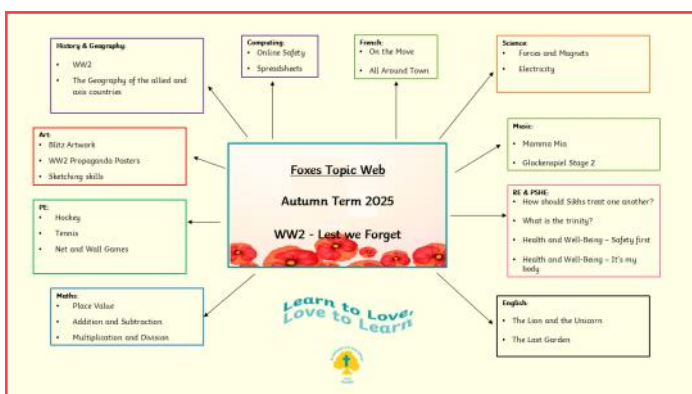 History & Geography:
• WW2
• The Geography of the allied and
axis countries
Computing:
• Online Safety
• Spreadsheets
French:
• On the Move
• All Around Town
Science:
• Forces and Magnets
• Electricity
Art:
• Blitz Artwork
• WW2 Propaganda Posters
• Sketching skills
Foxes Topic Web
Autumn Term 2025
WW2 - Lest we Forget
Music:
• Mamma Mia
• Glockenspiel Stage 2
PE:
• Hockey
• Tennis
• Net and Wall Games
RE & PSHE:
• How should Sikhs treat one another?
• What is the trinity?
• Health and Well-Being – Safety first
• Health and Well-Being – It's my
body
Maths:
• Place Value
• Addition and Subtraction
• Multiplication and Division
Learn to Love,
Love to Learn
English:
• The Lion and the Unicorn
• The Last Garden